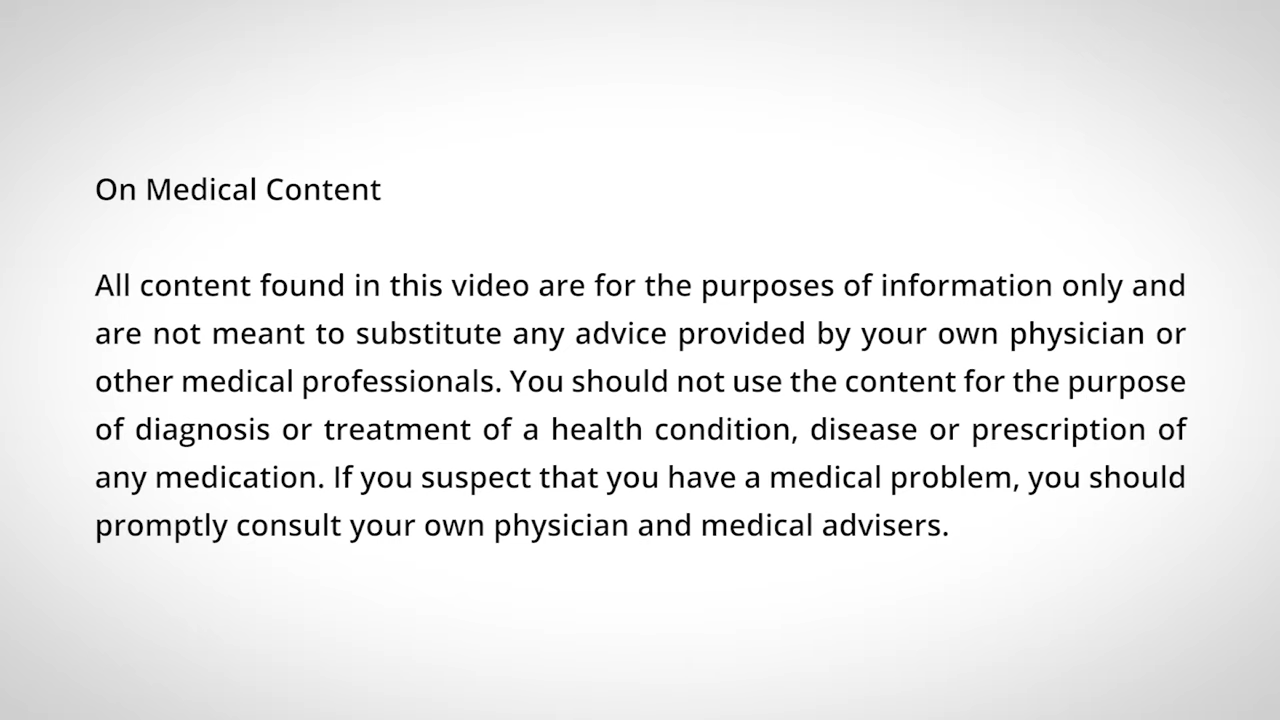 On Medical Content
All content found in this video are for the purposes of information only and
are not meant to substitute any advice provided by your own physician or
other medical professionals. You should not use the content for the purpose
of diagnosis or treatment of a health condition, disease or prescription of
any medication. If you suspect that you have a medical problem, you should
promptly consult your own physician and medical advisers.